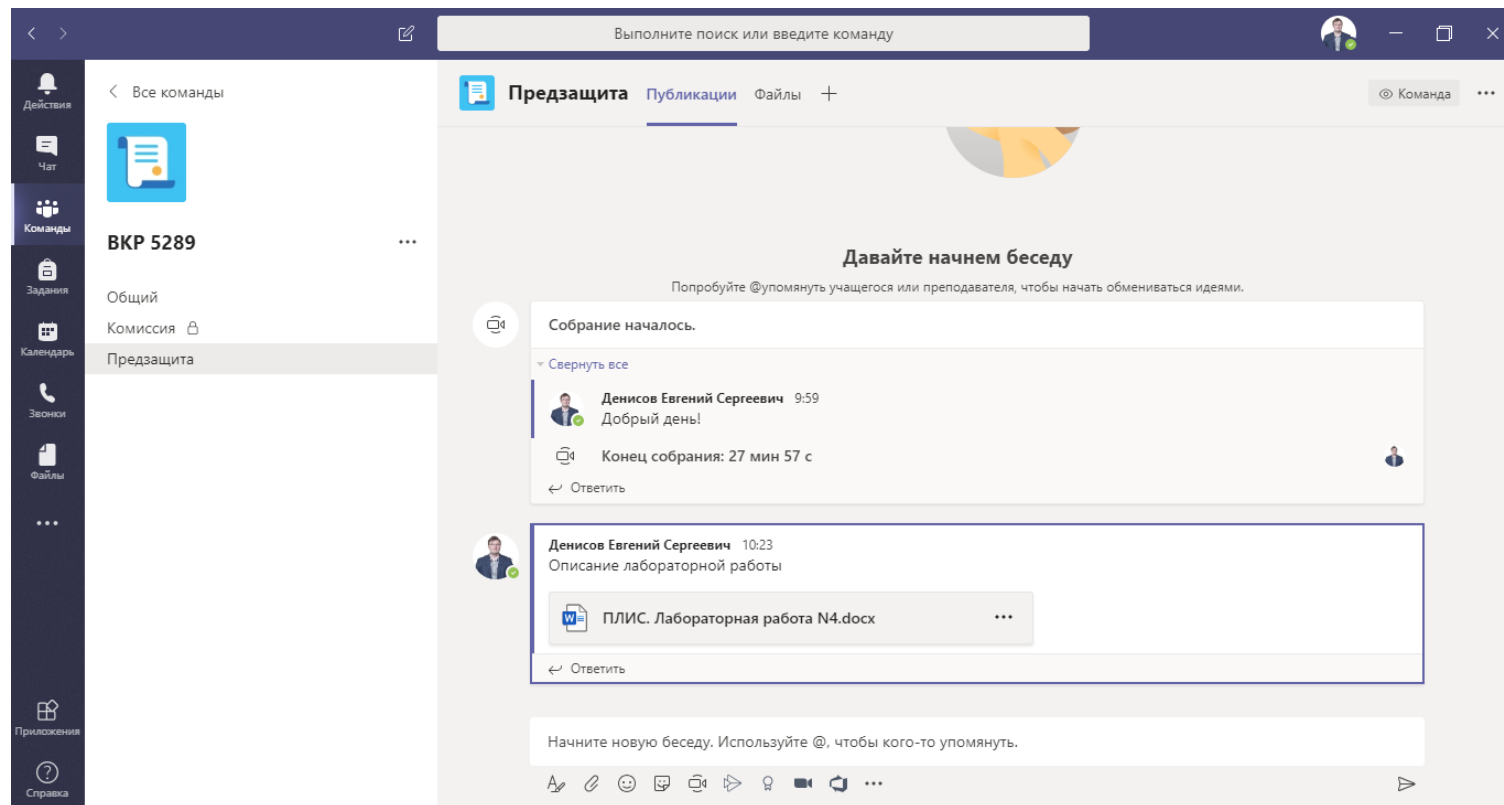 Выполните поиск или введите команду
Действия
Чат
Команды
Задания
Календарь
Звонки
Файлы
Приложения
Справка
Все команды
ВКР 5289
Общий
Комиссия
Предзащита
Предзащита Публикации Файлы
Команда
Давайте начнем беседу
Попробуйте @упомянуть учащегося или преподавателя, чтобы начать обмениваться идеями.
Собрание началось.
Свернуть все
Денисов Евгений Сергеевич 9:59
Добрый день!
Конец собрания: 27 мин 57 с
Ответить
Денисов Евгений Сергеевич 10:23
Описание лабораторной работы
ПЛИС. Лабораторная работа N4.docx
Ответить
Начните новую беседу. Используйте @, чтобы кого-то упомянуть.